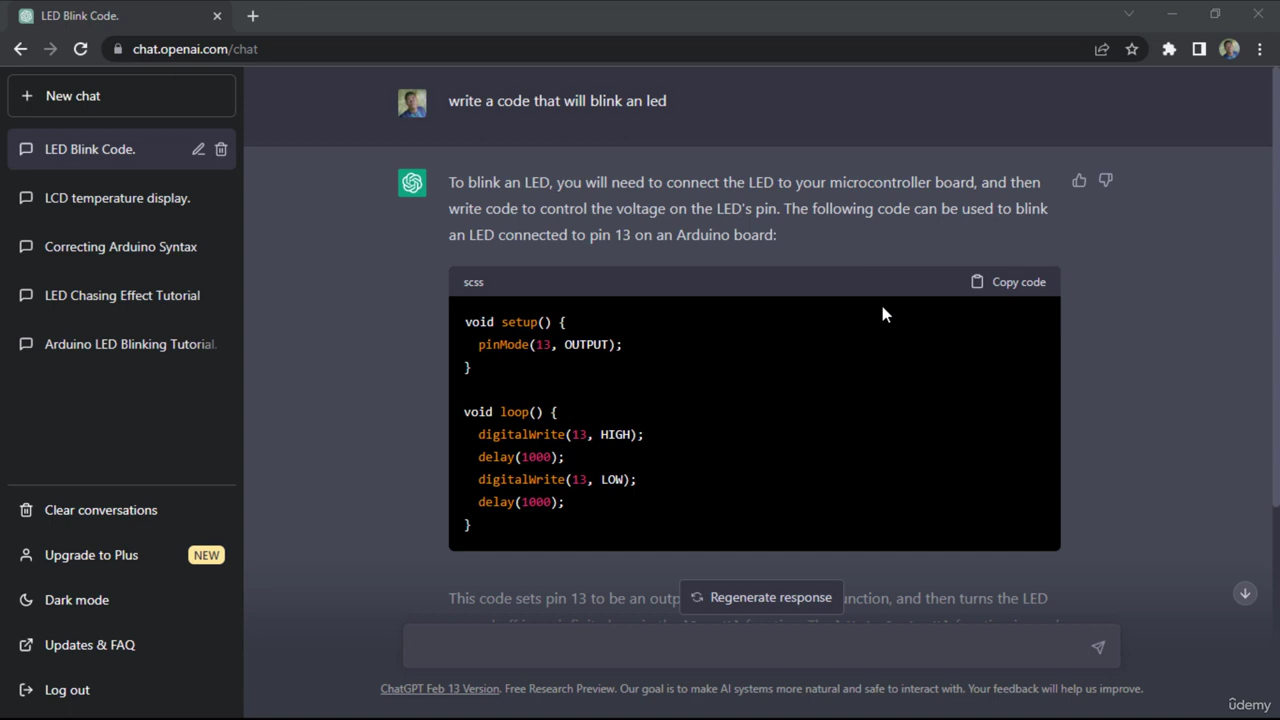 LED Blink Code.
chat.openai.com/chat
New chat
LED Blink Code.
LCD temperature display.
Correcting Arduino Syntax
LED Chasing Effect Tutorial
Arduino LED Blinking Tutorial.
Clear conversations
Upgrade to Plus NEW
Dark mode
Updates & FAQ
Log out
write a code that will blink an led
To blink an LED, you will need to connect the LED to your microcontroller board, and then
write code to control the voltage on the LED's pin. The following code can be used to blink
an LED connected to pin 13 on an Arduino board:
scss Copy code
void setup() {
  pinMode(13, OUTPUT);
}
void loop() {
  digitalWrite(13, HIGH);
  delay(1000);
  digitalWrite(13, LOW);
  delay(1000);
}
This code sets pin 13 to be an outp Regenerate response unction, and then turns the LED
ChatGPT Feb 13 Version. Free Research Preview. Our goal is to make AI systems more natural and safe to interact with. Your feedback will help us improve.
ûdemy